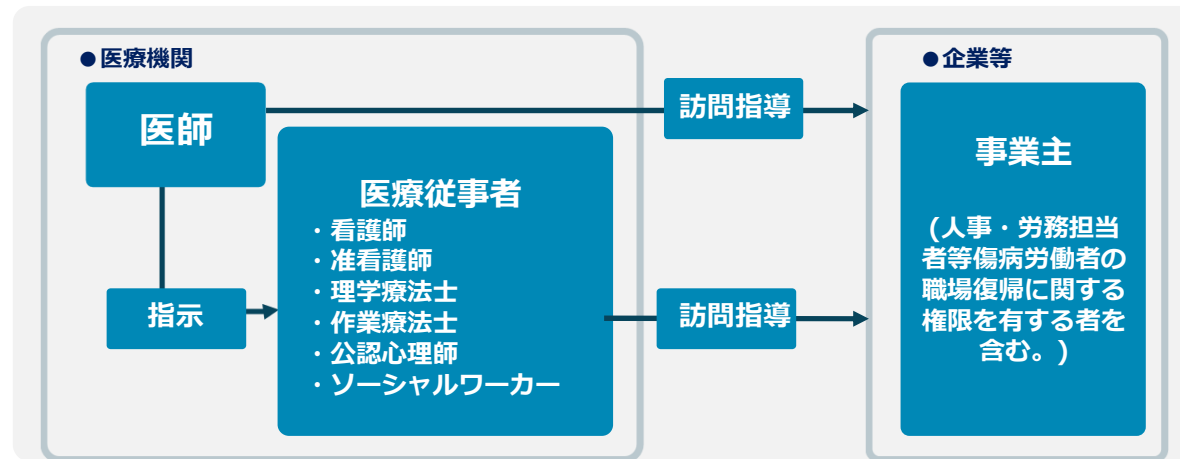 ●医療機関
医師
訪問指導
医療従事者
・看護師
・准看護師
・理学療法士
・作業療法士
・公認心理師
・ソーシャルワーカー
指示
訪問指導
●企業等
事業主
(人事・労務担当
者等傷病労働者の
職場復帰に関する
権限を有する者を
含む。)